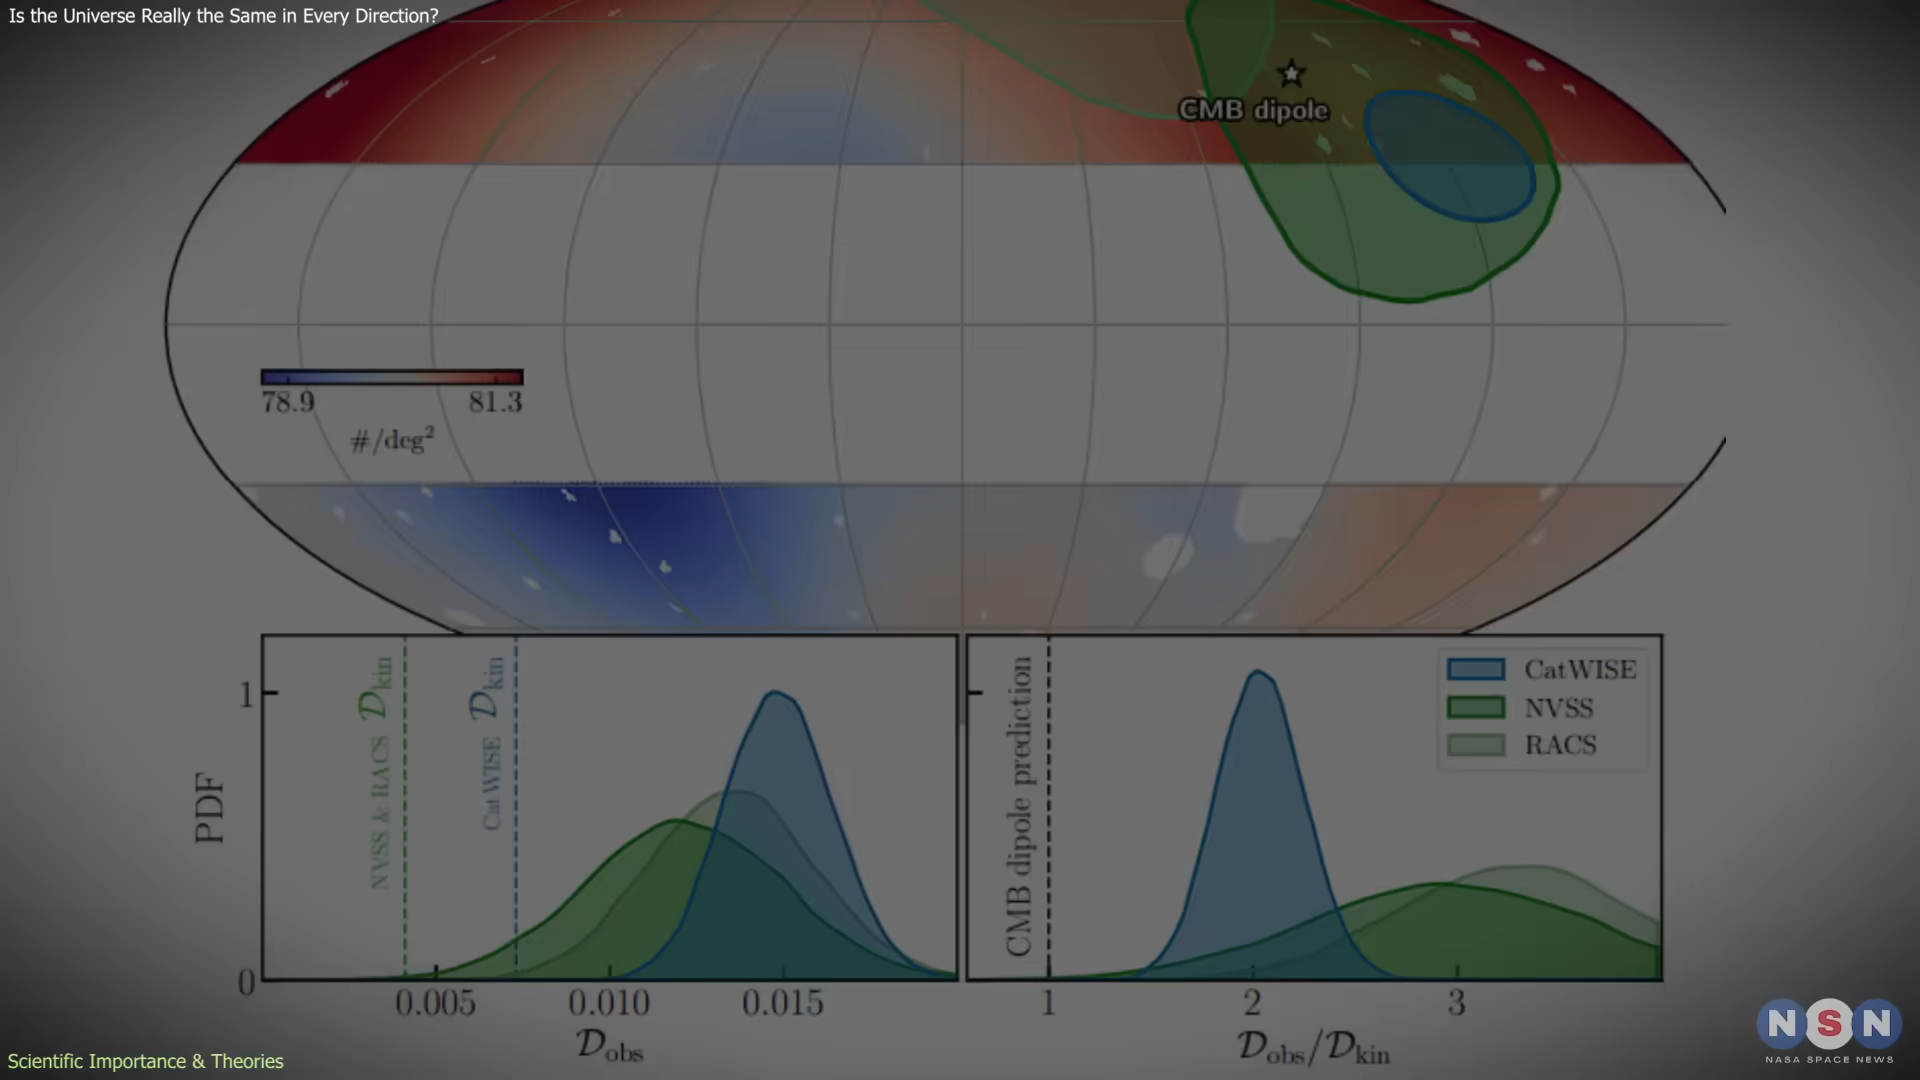 Is the Universe Really the Same in Every Direction?
CMB dipole
78.9 81.3
#/deg²
NVSS & RACS 𝒟kin
CatWISE 𝒟kin
CMB dipole prediction
CatWISE
NVSS
RACS
PDF
1
0
0.005 0.010 0.015
𝒟obs
1 2 3
𝒟obs/𝒟kin
Scientific Importance & Theories
NSN
NASA SPACE NEWS